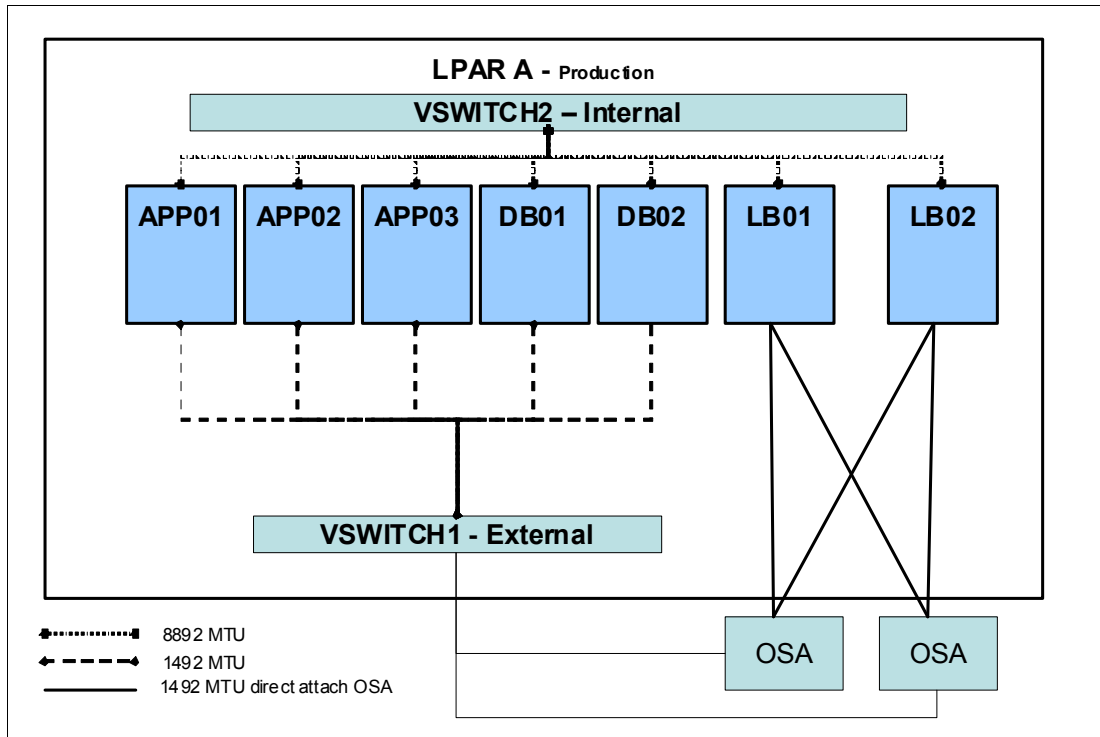 LPAR A - Production
VSWITCH2 – Internal
APP01
APP02
APP03
DB01
DB02
LB01
LB02
VSWITCH1 - External
OSA
OSA
8892 MTU
1492 MTU
1492 MTU direct attach OSA